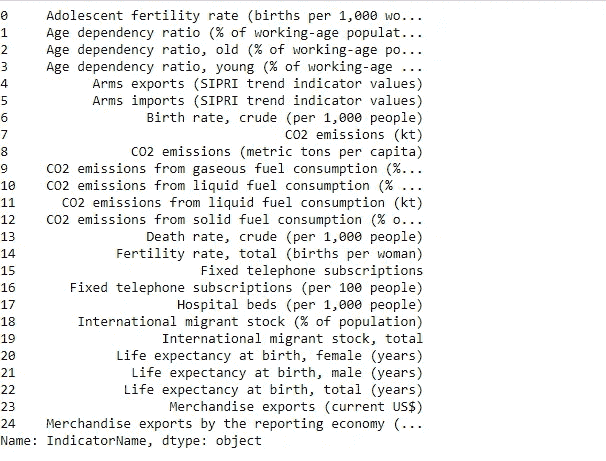 0 Adolescent fertility rate (births per 1,000 wo...
1 Age dependency ratio (% of working-age populat...
2 Age dependency ratio, old (% of working-age po...
3 Age dependency ratio, young (% of working-age ...
4 Arms exports (SIPRI trend indicator values)
5 Arms imports (SIPRI trend indicator values)
6 Birth rate, crude (per 1,000 people)
7 CO2 emissions (kt)
8 CO2 emissions (metric tons per capita)
9 CO2 emissions from gaseous fuel consumption (%...
10 CO2 emissions from liquid fuel consumption (% ...
11 CO2 emissions from liquid fuel consumption (kt)
12 CO2 emissions from solid fuel consumption (% o...
13 Death rate, crude (per 1,000 people)
14 Fertility rate, total (births per woman)
15 Fixed telephone subscriptions
16 Fixed telephone subscriptions (per 100 people)
17 Hospital beds (per 1,000 people)
18 International migrant stock (% of population)
19 International migrant stock, total
20 Life expectancy at birth, female (years)
21 Life expectancy at birth, male (years)
22 Life expectancy at birth, total (years)
23 Merchandise exports (current US$)
24 Merchandise exports by the reporting economy (...
Name: IndicatorName, dtype: object